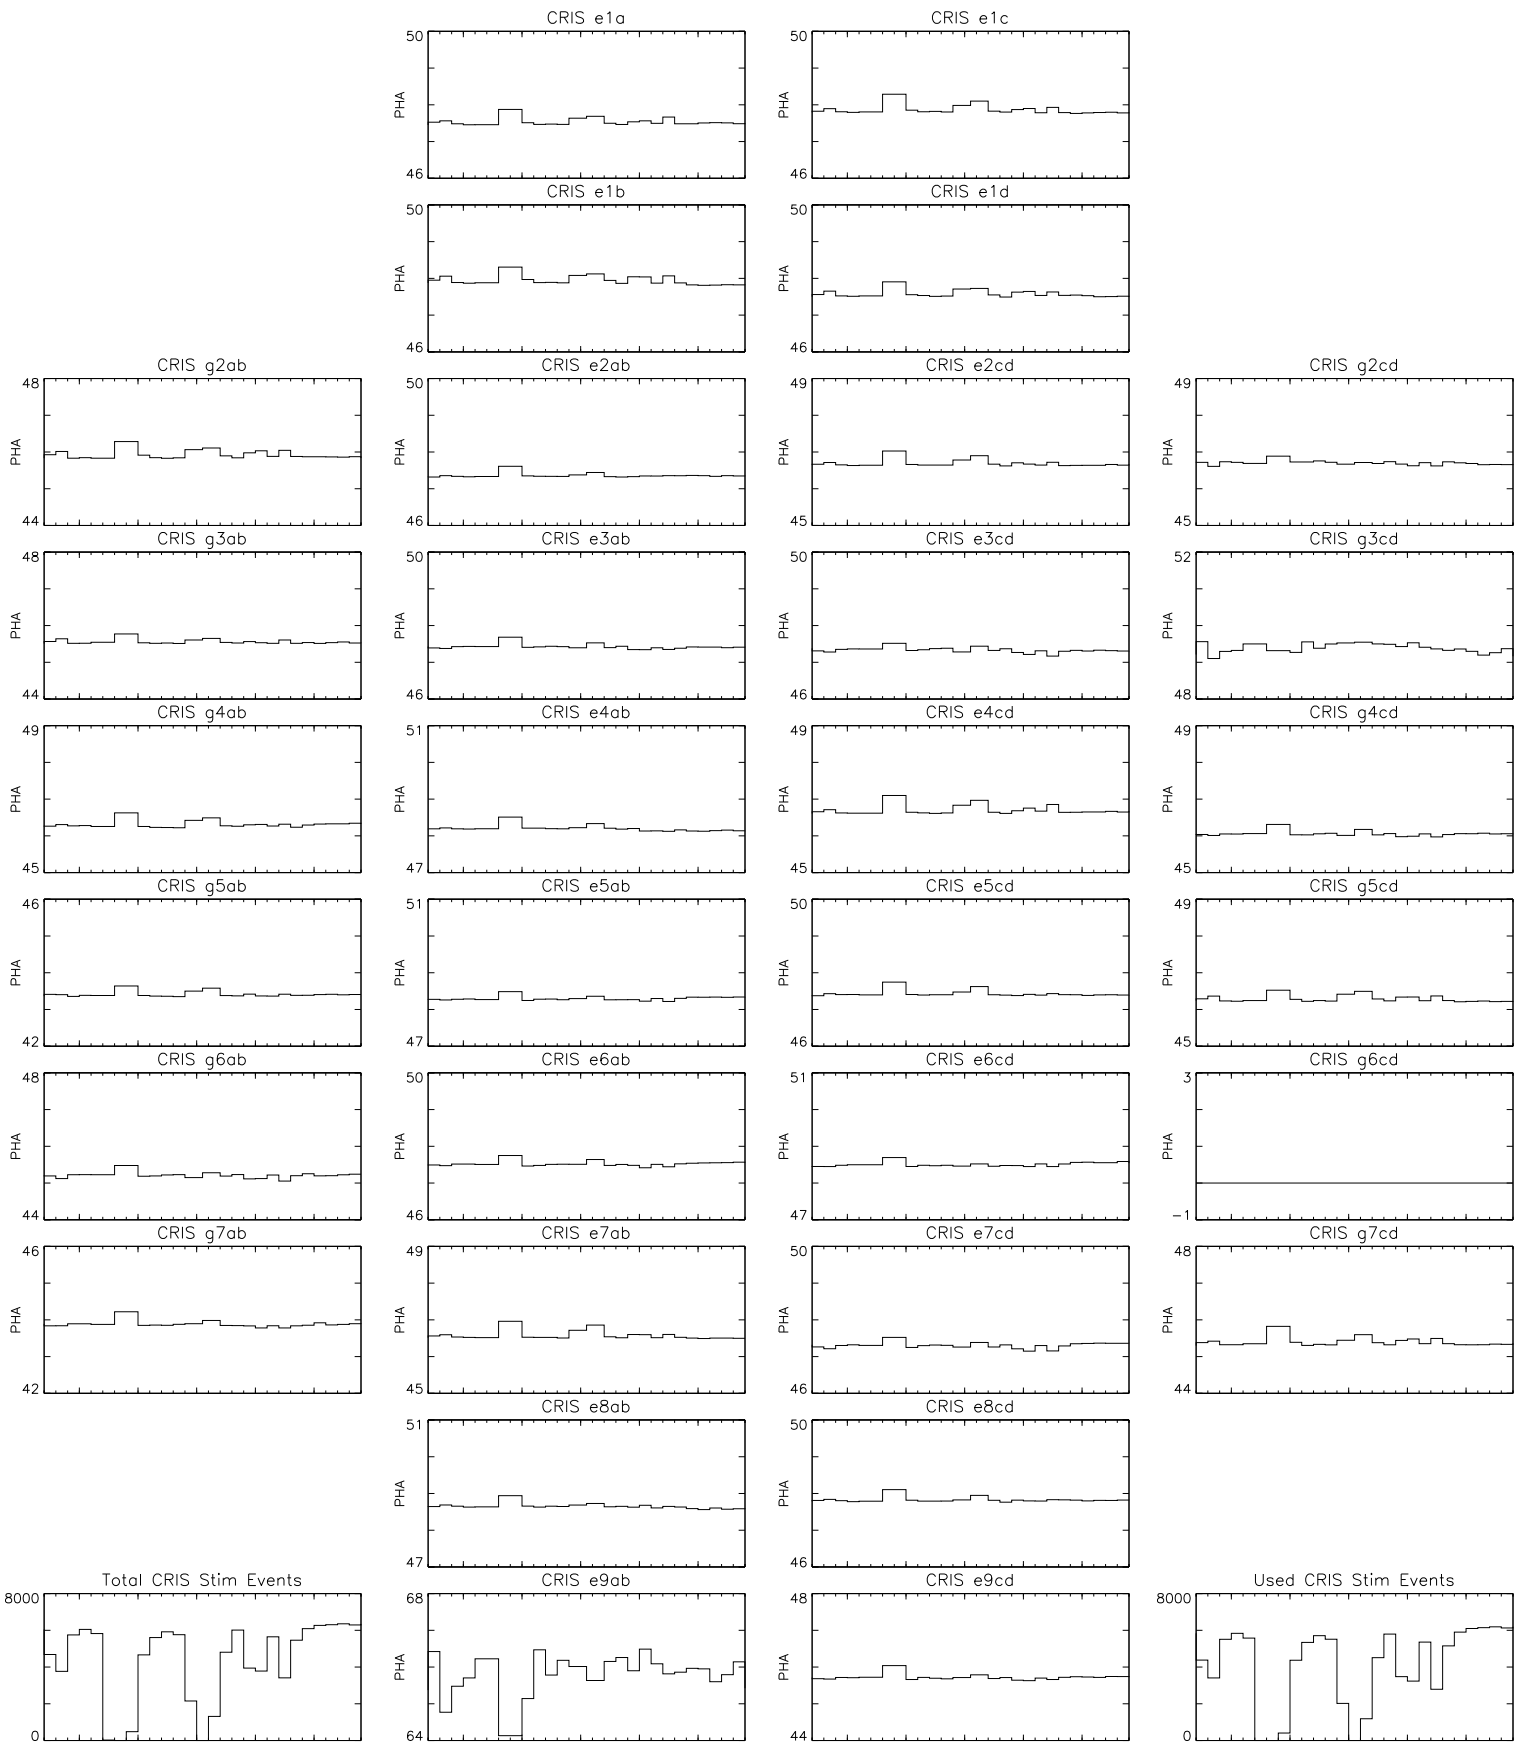 CRIS e1a
50
PHA
46
CRIS e1c
50
PHA
46
CRIS e1b
50
PHA
46
CRIS e1d
50
PHA
46
CRIS g2ab
48
PHA
44
CRIS e2ab
50
PHA
46
CRIS e2cd
49
PHA
45
CRIS g2cd
49
PHA
45
CRIS g3ab
48
PHA
44
CRIS e3ab
50
PHA
46
CRIS e3cd
50
PHA
46
CRIS g3cd
52
PHA
48
CRIS g4ab
49
PHA
45
CRIS e4ab
51
PHA
47
CRIS e4cd
49
PHA
45
CRIS g4cd
49
PHA
45
CRIS g5ab
46
PHA
42
CRIS e5ab
51
PHA
47
CRIS e5cd
50
PHA
46
CRIS g5cd
49
PHA
45
CRIS g6ab
48
PHA
44
CRIS e6ab
50
PHA
46
CRIS e6cd
51
PHA
47
CRIS g6cd
3
PHA
-1
CRIS g7ab
46
PHA
42
CRIS e7ab
49
PHA
45
CRIS e7cd
50
PHA
46
CRIS g7cd
48
PHA
44
CRIS e8ab
51
PHA
47
CRIS e8cd
50
PHA
46
Total CRIS Stim Events
8000
0
CRIS e9ab
68
PHA
64
CRIS e9cd
48
PHA
44
Used CRIS Stim Events
8000
0